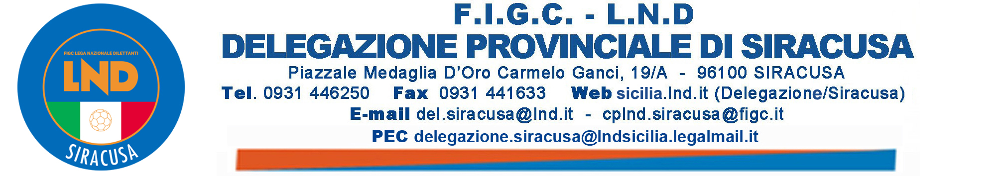 FIGC LEGA NAZIONALE DILETTANTI
LND
SIRACUSA
F.I.G.C. - L.N.D
DELEGAZIONE PROVINCIALE DI SIRACUSA
Piazzale Medaglia D'Oro Carmelo Ganci, 19/A - 96100 SIRACUSA
Tel. 0931 446250 Fax 0931 441633 Web sicilia.lnd.it (Delegazione/Siracusa)
E-mail del.siracusa@lnd.it - cplnd.siracusa@figc.it
PEC delegazione.siracusa@lndsicilia.legalmail.it